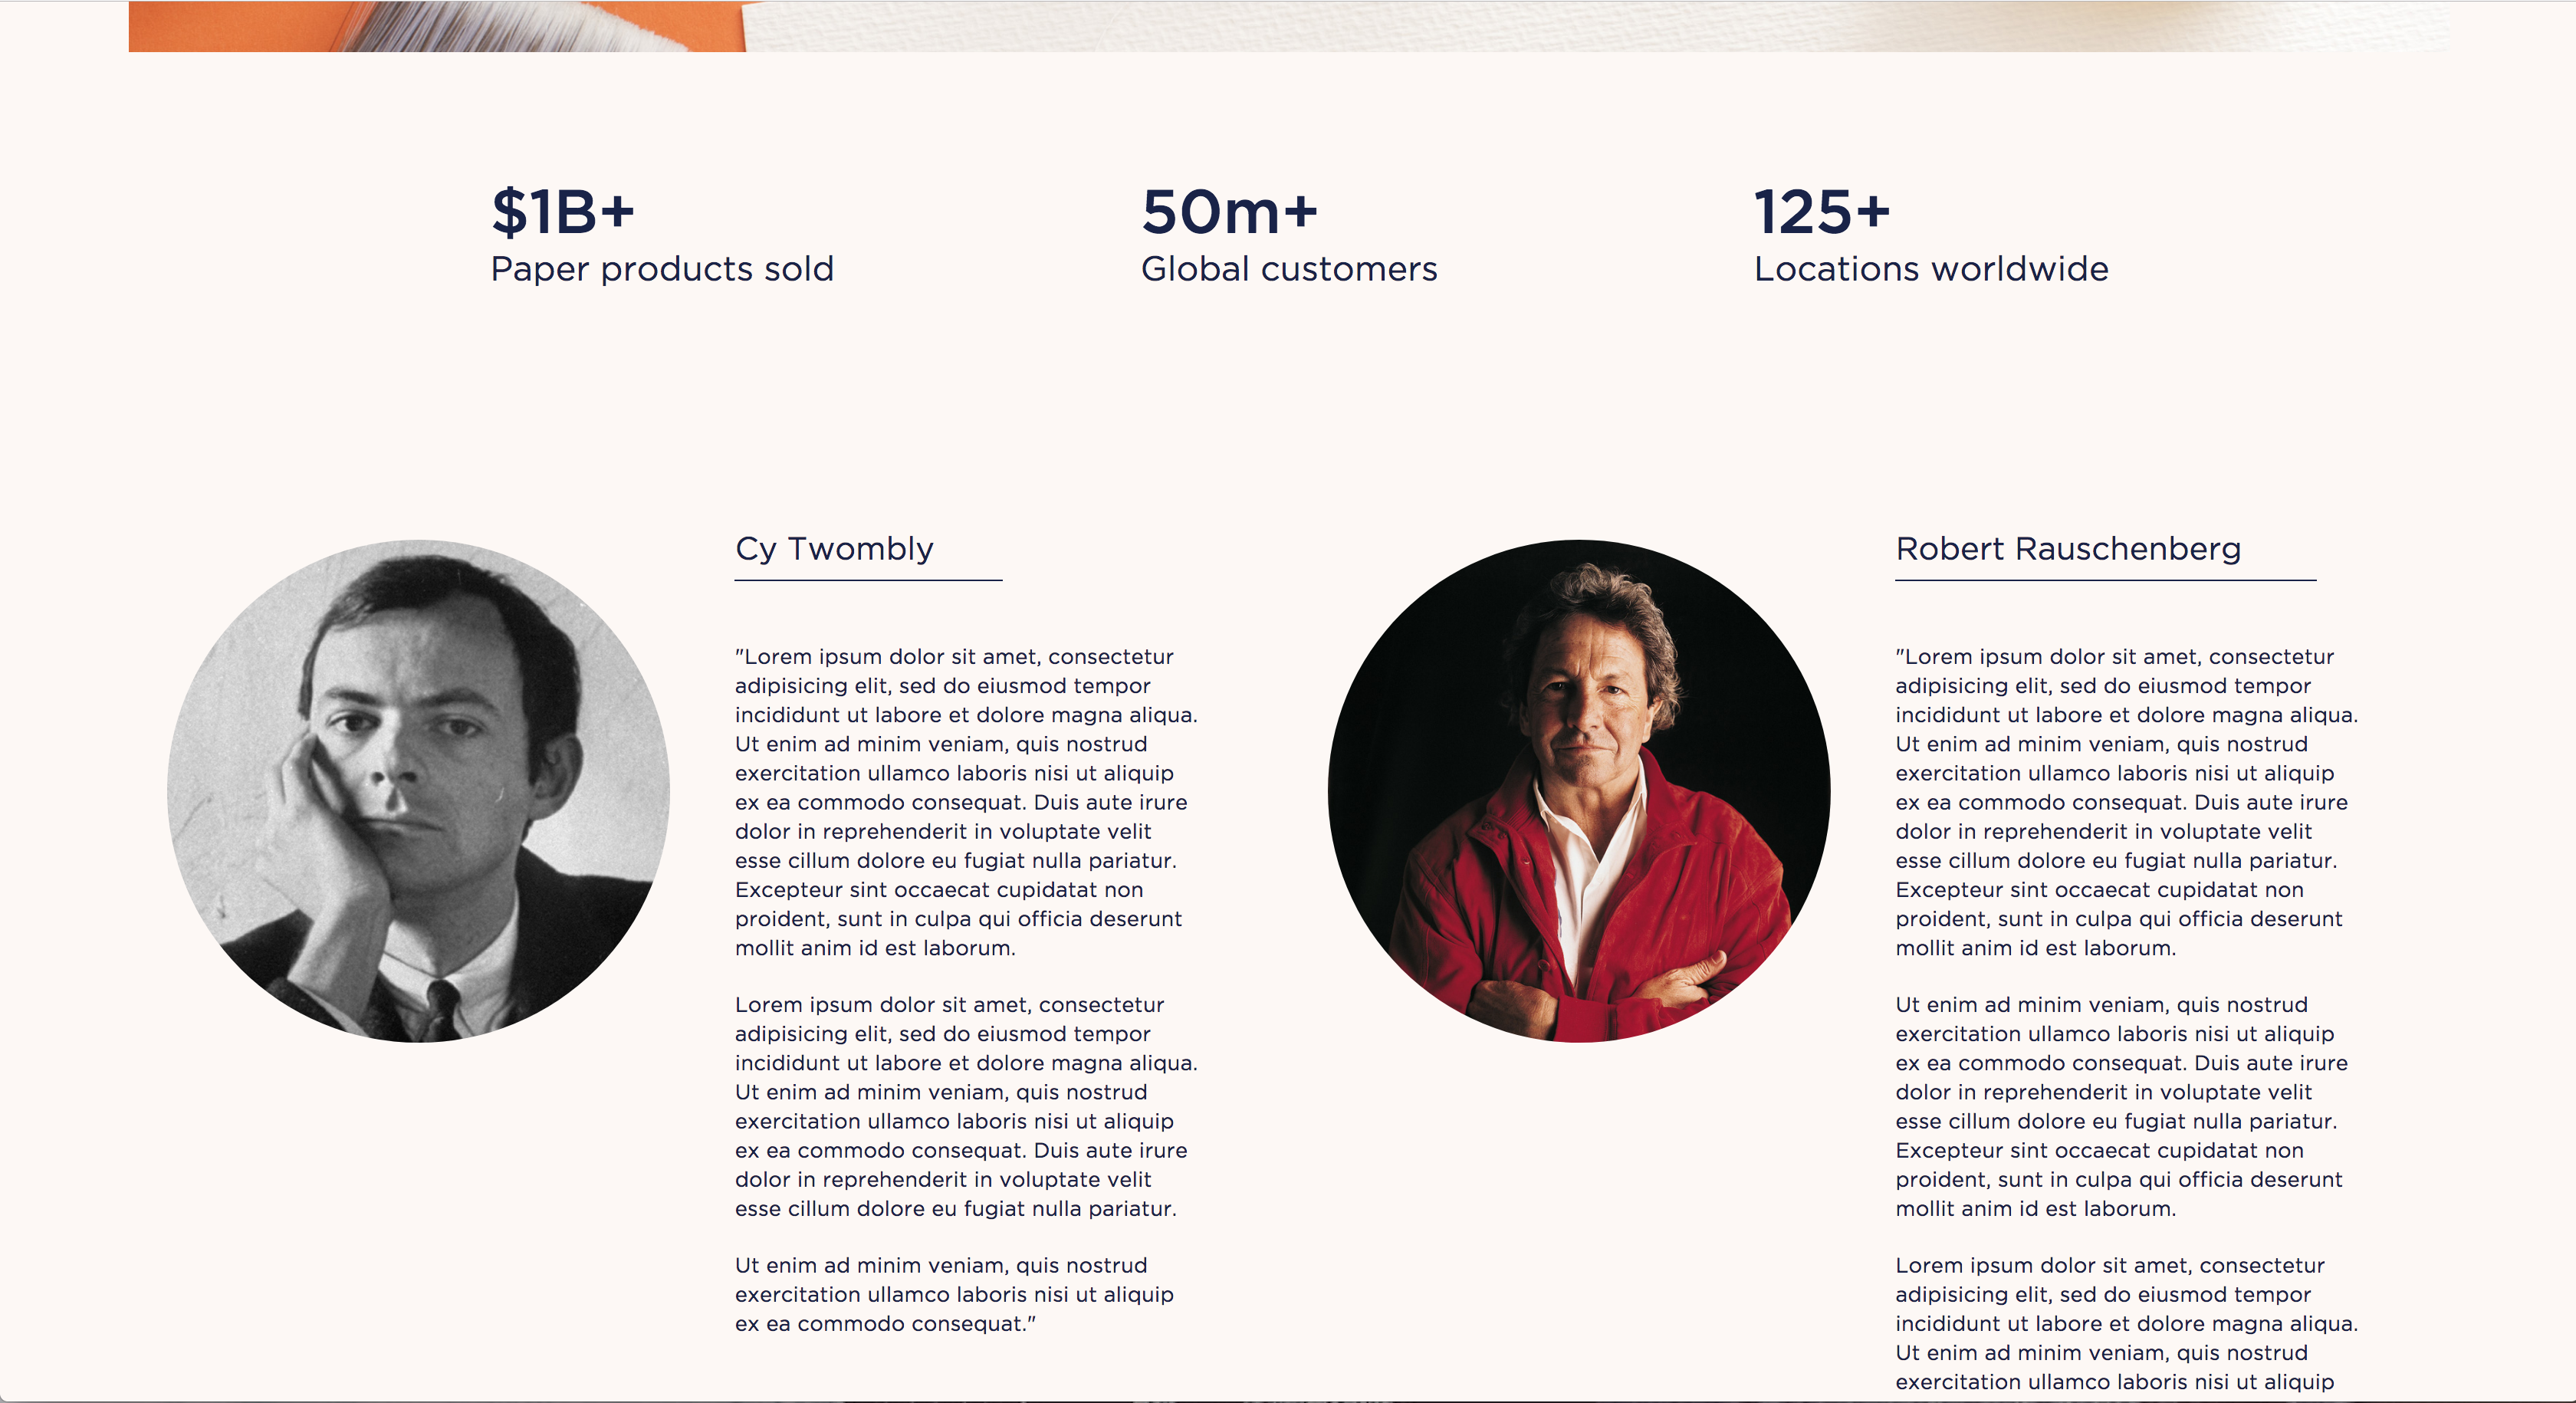 $1B+
Paper products sold
50m+
Global customers
125+
Locations worldwide
Cy Twombly
"Lorem ipsum dolor sit amet, consectetur
adipisicing elit, sed do eiusmod tempor
incididunt ut labore et dolore magna aliqua.
Ut enim ad minim veniam, quis nostrud
exercitation ullamco laboris nisi ut aliquip
ex ea commodo consequat. Duis aute irure
dolor in reprehenderit in voluptate velit
esse cillum dolore eu fugiat nulla pariatur.
Excepteur sint occaecat cupidatat non
proident, sunt in culpa qui officia deserunt
mollit anim id est laborum.
Lorem ipsum dolor sit amet, consectetur
adipisicing elit, sed do eiusmod tempor
incididunt ut labore et dolore magna aliqua.
Ut enim ad minim veniam, quis nostrud
exercitation ullamco laboris nisi ut aliquip
ex ea commodo consequat. Duis aute irure
dolor in reprehenderit in voluptate velit
esse cillum dolore eu fugiat nulla pariatur.
Ut enim ad minim veniam, quis nostrud
exercitation ullamco laboris nisi ut aliquip
ex ea commodo consequat."
Robert Rauschenberg
"Lorem ipsum dolor sit amet, consectetur
adipisicing elit, sed do eiusmod tempor
incididunt ut labore et dolore magna aliqua.
Ut enim ad minim veniam, quis nostrud
exercitation ullamco laboris nisi ut aliquip
ex ea commodo consequat. Duis aute irure
dolor in reprehenderit in voluptate velit
esse cillum dolore eu fugiat nulla pariatur.
Excepteur sint occaecat cupidatat non
proident, sunt in culpa qui officia deserunt
mollit anim id est laborum.
Ut enim ad minim veniam, quis nostrud
exercitation ullamco laboris nisi ut aliquip
ex ea commodo consequat. Duis aute irure
dolor in reprehenderit in voluptate velit
esse cillum dolore eu fugiat nulla pariatur.
Excepteur sint occaecat cupidatat non
proident, sunt in culpa qui officia deserunt
mollit anim id est laborum.
Lorem ipsum dolor sit amet, consectetur
adipisicing elit, sed do eiusmod tempor
incididunt ut labore et dolore magna aliqua.
Ut enim ad minim veniam, quis nostrud
exercitation ullamco laboris nisi ut aliquip